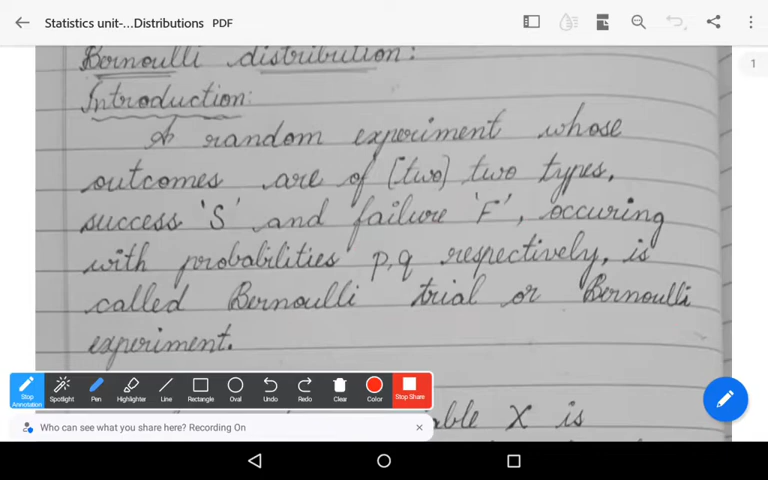 Statistics unit-...Distributions PDF
1
Bernoulli distribution:
Introduction:
A random experiment whose
outcomes are of [two] two types,
success 'S' and failure 'F', occuring
with probabilities p, q respectively, is
called Bernoulli trial or Bernoulli
experiment.
X is
Stop Annotation Spotlight Pen Highlighter Line Rectangle Oval Undo Redo Clear Color Stop Share
Who can see what you share here? Recording On